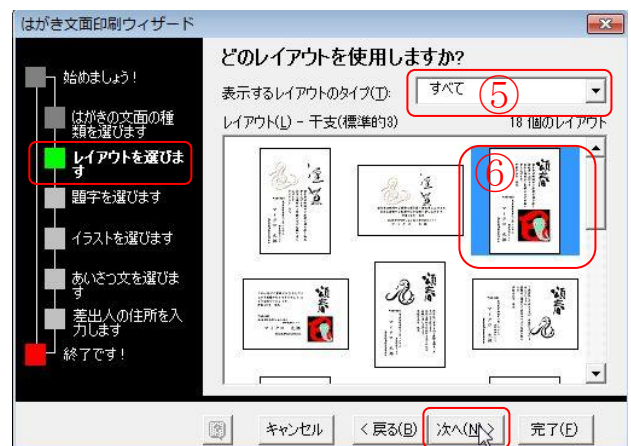 はがき文面印刷ウィザード
どのレイアウトを使用しますか?
始めましょう!
はがきの文面の種
類を選びます
レイアウトを選びま
す
題字を選びます
イラストを選びます
あいさつ文を選びま
す
差出人の住所を入
力します
終了です!
表示するレイアウトのタイプ(T):
すべて
⑤
レイアウト(L) - 干支(標準的3)
18 個のレイアウト
⑥
頌春
頌春
頌春
キャンセル
< 戻る(B)
次へ(N) >
完了(F)